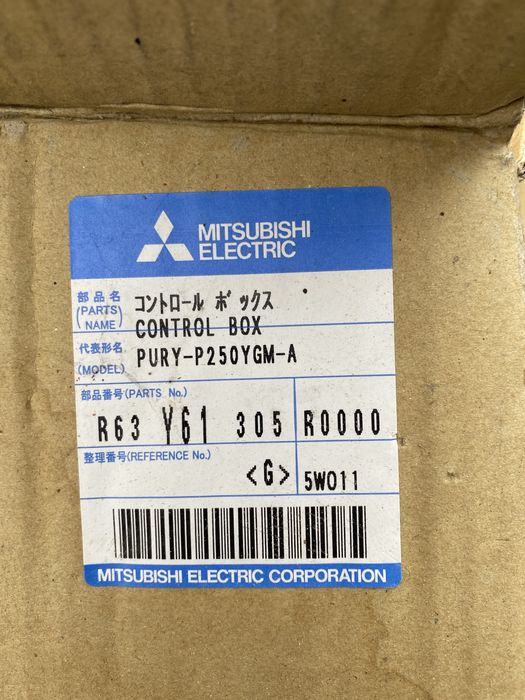 MITSUBISHI
ELECTRIC
部品名 コントロール ボックス
(PARTS NAME) CONTROL BOX
代表形名
(MODEL) PURY-P250YGM-A
部品番号(PARTS No.)
R63 Y61 305 R0000
整理番号(REFERENCE No.)
<G> 5W011
MITSUBISHI ELECTRIC CORPORATION